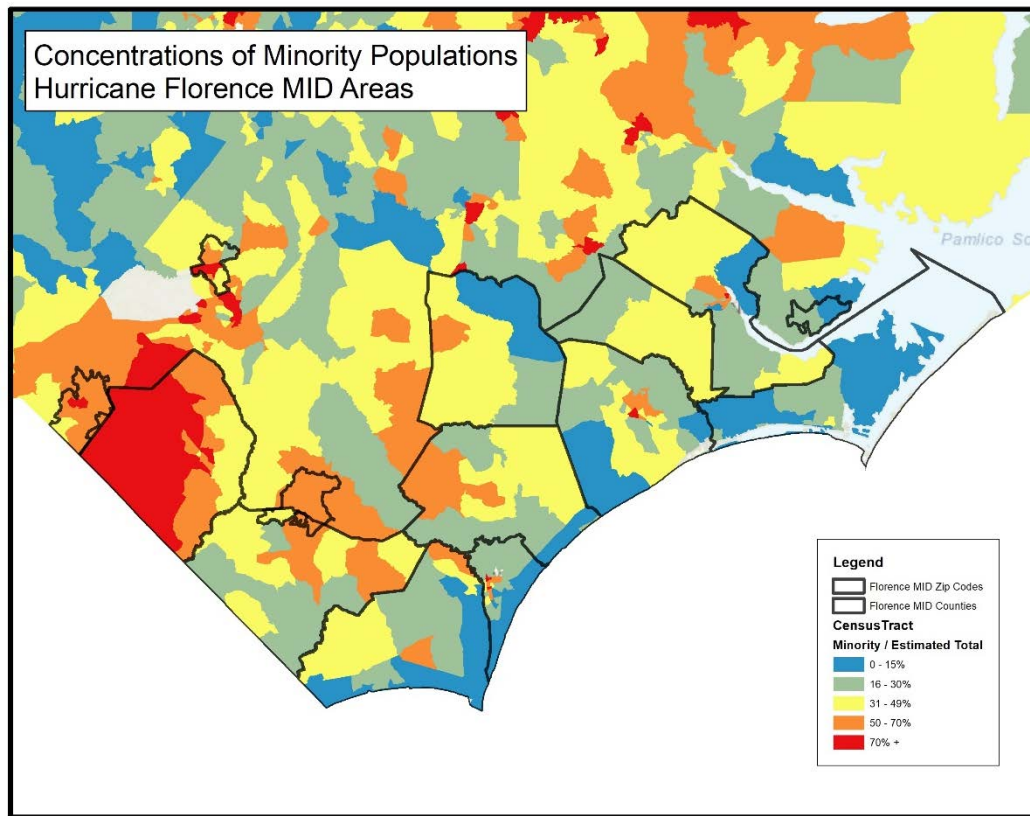 Concentrations of Minority Populations
Hurricane Florence MID Areas
Pamlico So
Legend
Florence MID Zip Codes
Florence MID Counties
CensusTract
Minority / Estimated Total
0 - 15%
16 - 30%
31 - 49%
50 - 70%
70% +